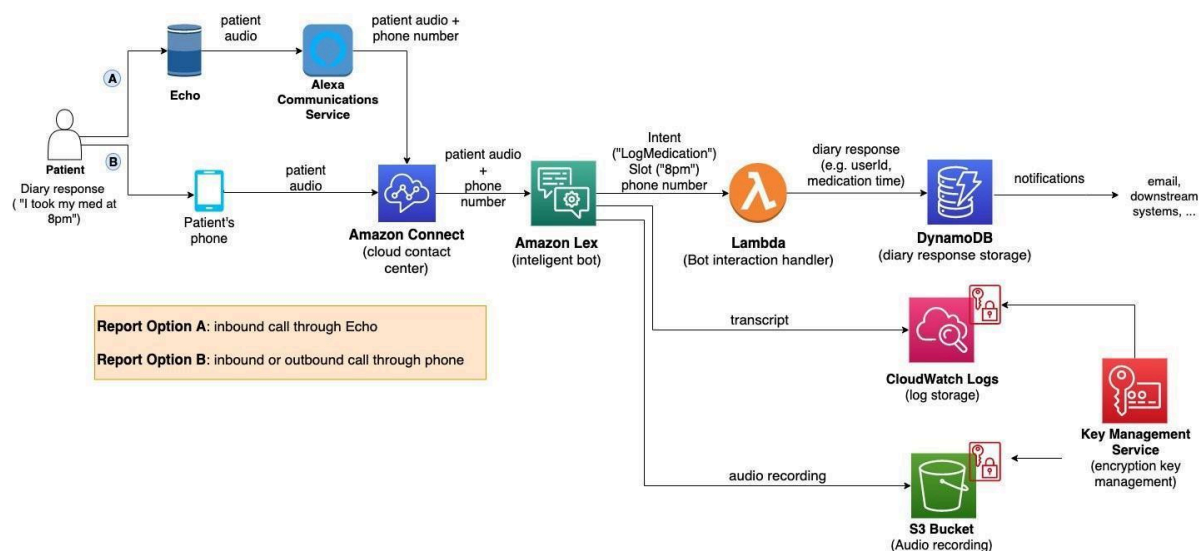 patient
audio
patient audio +
phone number
A
Echo
Alexa
Communications
Service
B
Patient
Diary response
( "I took my med at
8pm")
Patient's
phone
patient
audio
Amazon Connect
(cloud contact
center)
patient audio
+
phone
number
Amazon Lex
(inteligent bot)
Intent
("LogMedication")
Slot ("8pm")
phone number
Lambda
(Bot interaction handler)
diary response
(e.g. userId,
medication time)
DynamoDB
(diary response storage)
notifications
email,
downstream
systems, ...
Report Option A: inbound call through Echo
Report Option B: inbound or outbound call through phone
transcript
CloudWatch Logs
(log storage)
Key Management
Service
(encryption key
management)
audio recording
S3 Bucket
(Audio recording)